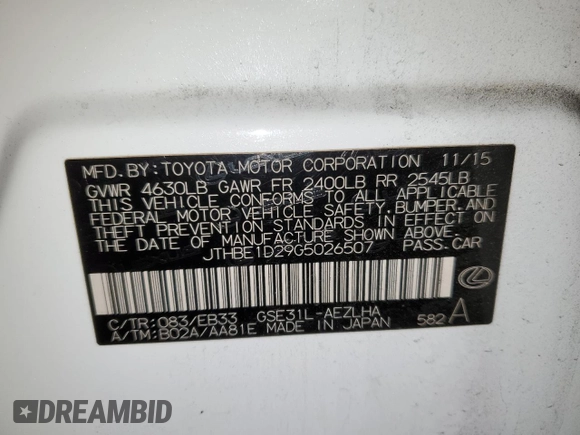 MFD.BY:TOYOTA MOTOR CORPORATION 11/15
GVWR 4630LB GAWR FR 2400LB RR 2545LB
THIS VEHICLE CONFORMS TO ALL APPLICABLE
FEDERAL MOTOR VEHICLE SAFETY,BUMPER,AND
THEFT PREVENTION STANDARDS IN EFFECT ON
THE DATE OF MANUFACTURE SHOWN ABOVE.
JTHBE1D29G5026507 PASS.CAR
C/TR:083/EB33 GSE31L-AEZLHA
A/TM:B02A/AA81E MADE IN JAPAN 582 A
DREAMBID